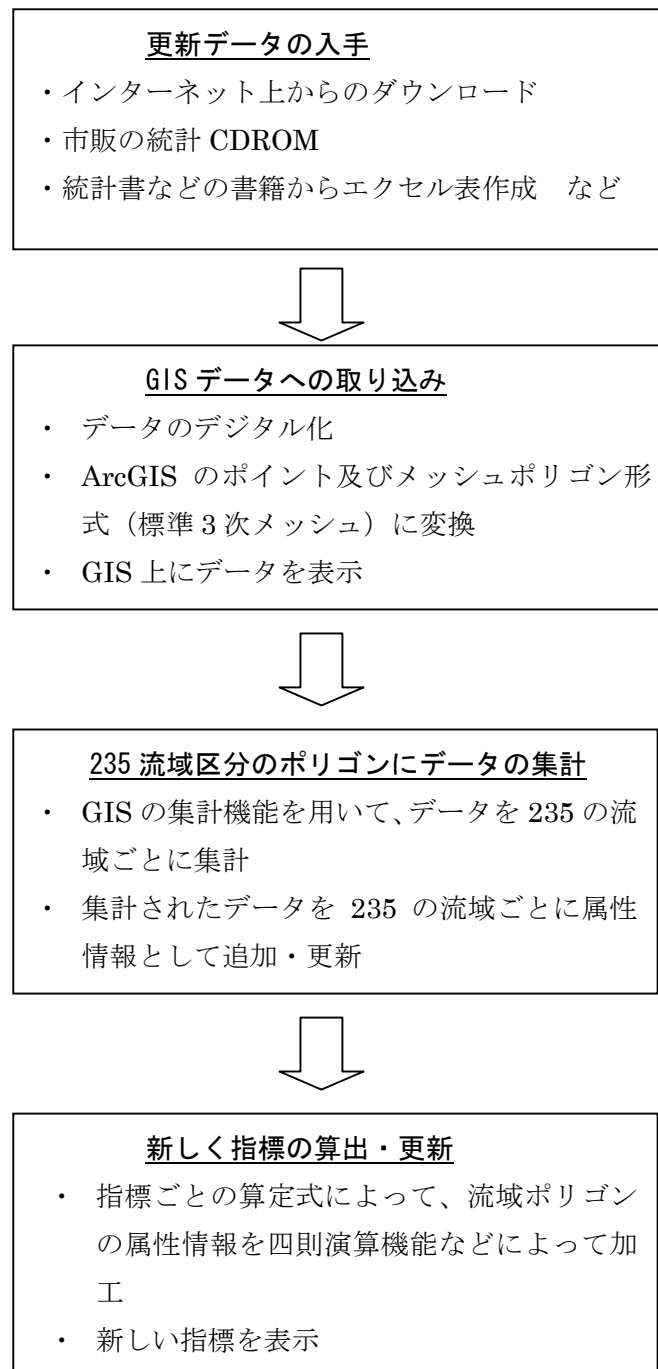 更新データの入手
・インターネット上からのダウンロード
・市販の統計 CDROM
・統計書などの書籍からエクセル表作成　など
GIS データへの取り込み
・ データのデジタル化
・ ArcGIS のポイント及びメッシュポリゴン形
式（標準 3 次メッシュ）に変換
・ GIS 上にデータを表示
235 流域区分のポリゴンにデータの集計
・ GIS の集計機能を用いて、データを 235 の流
域ごとに集計
・ 集計されたデータを 235 の流域ごとに属性
情報として追加・更新
新しく指標の算出・更新
・ 指標ごとの算定式によって、流域ポリゴン
の属性情報を四則演算機能などによって加
工
・ 新しい指標を表示